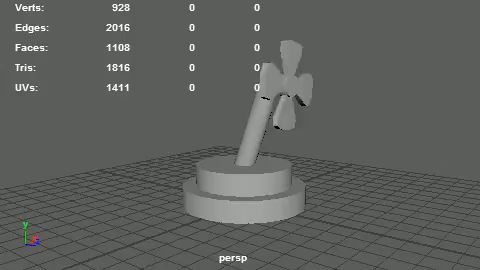 Verts: 928 0 0
Edges: 2016 0 0
Faces: 1108 0 0
Tris: 1816 0 0
UVs: 1411 0 0
y
persp